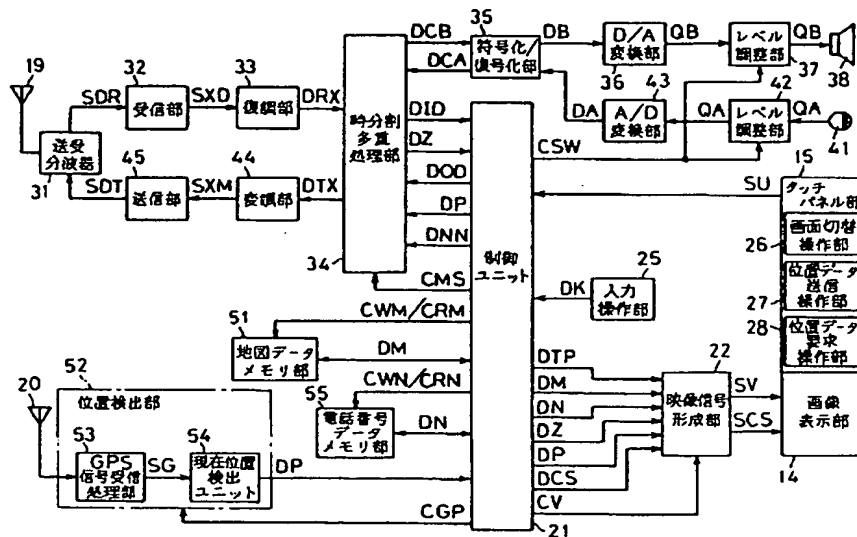 19
SDR
32
受信部
SXD
33
復調部
DRX
送受
分波器
31
45
SDT
送信部
SXM
44
変調部
DTX
時分割
多重
処理部
34
DCB
DCA
35
符号化/
復号化部
DB
D/A
変換部
36
QB
レベル
調整部
37
QB
38
DA
A/D
変換部
43
QA
42
レベル
調整部
QA
41
DID
DZ
DOD
DP
DNN
CMS
CSW
SU
15
タッチ
パネル部
26
画面切替
操作部
27
位置データ
送信
操作部
28
位置データ
要求
操作部
画像
表示部
14
制御
ユニット
21
DK
25
入力
操作部
CWM/CRM
51
地図データ
メモリ部
DM
CWN/CRN
55
電話番号
データ
メモリ部
DN
20
52
位置検出部
53
GPS
信号受信
処理部
SG
54
現在位置
検出
ユニット
DP
CGP
DTP
DM
DN
DZ
DP
DCS
CV
22
映像信号
形成部
SV
SCS